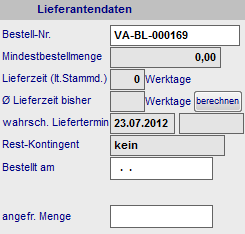 Lieferantendaten
Bestell-Nr. VA-BL-000169
Mindestbestellmenge 0,00
Lieferzeit (lt.Stammd.) 0 Werktage
Ø Lieferzeit bisher Werktage berechnen
wahrsch. Liefertermin 23.07.2012
Rest-Kontingent kein
Bestellt am . .
angefr. Menge